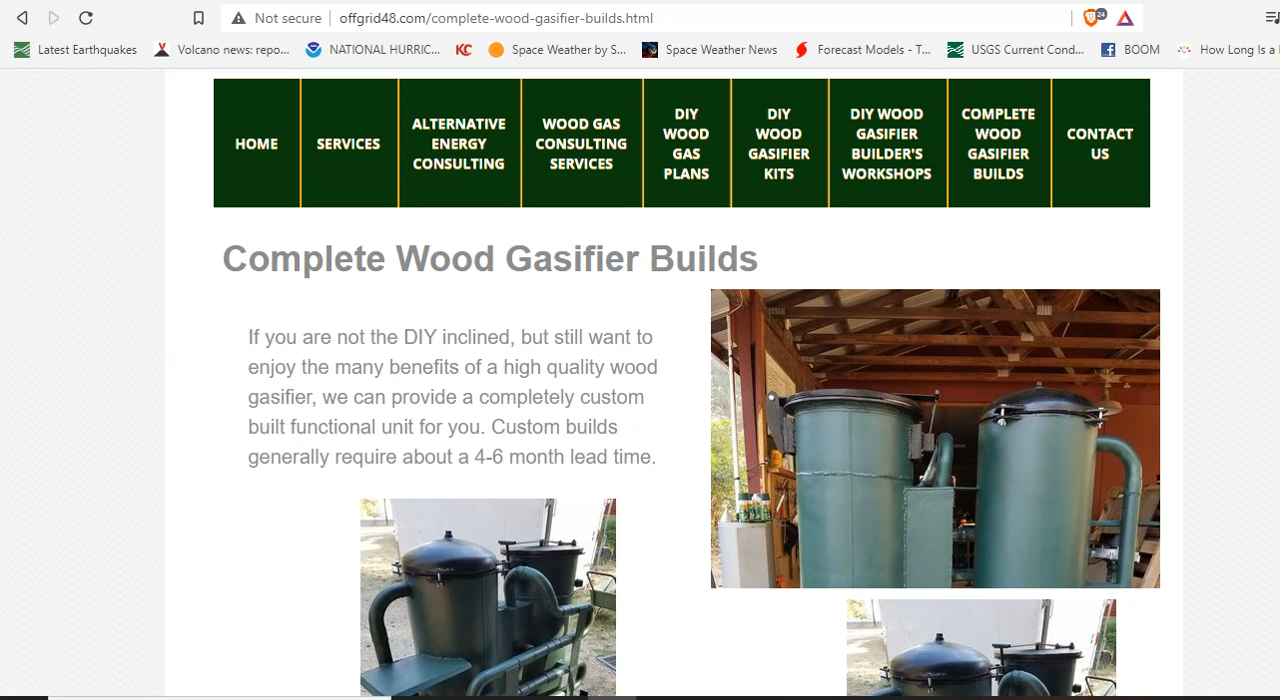 Not secure
offgrid48.com/complete-wood-gasifier-builds.html
24
Latest Earthquakes
Volcano news: repo...
NATIONAL HURRIC...
KC
Space Weather by S...
Space Weather News
Forecast Models - T...
USGS Current Cond...
BOOM
How Long Is a
HOME
SERVICES
ALTERNATIVE
ENERGY
CONSULTING
WOOD GAS
CONSULTING
SERVICES
DIY
WOOD
GAS
PLANS
DIY
WOOD
GASIFIER
KITS
DIY WOOD
GASIFIER
BUILDER'S
WORKSHOPS
COMPLETE
WOOD
GASIFIER
BUILDS
CONTACT
US
Complete Wood Gasifier Builds
If you are not the DIY inclined, but still want to
enjoy the many benefits of a high quality wood
gasifier, we can provide a completely custom
built functional unit for you. Custom builds
generally require about a 4-6 month lead time.